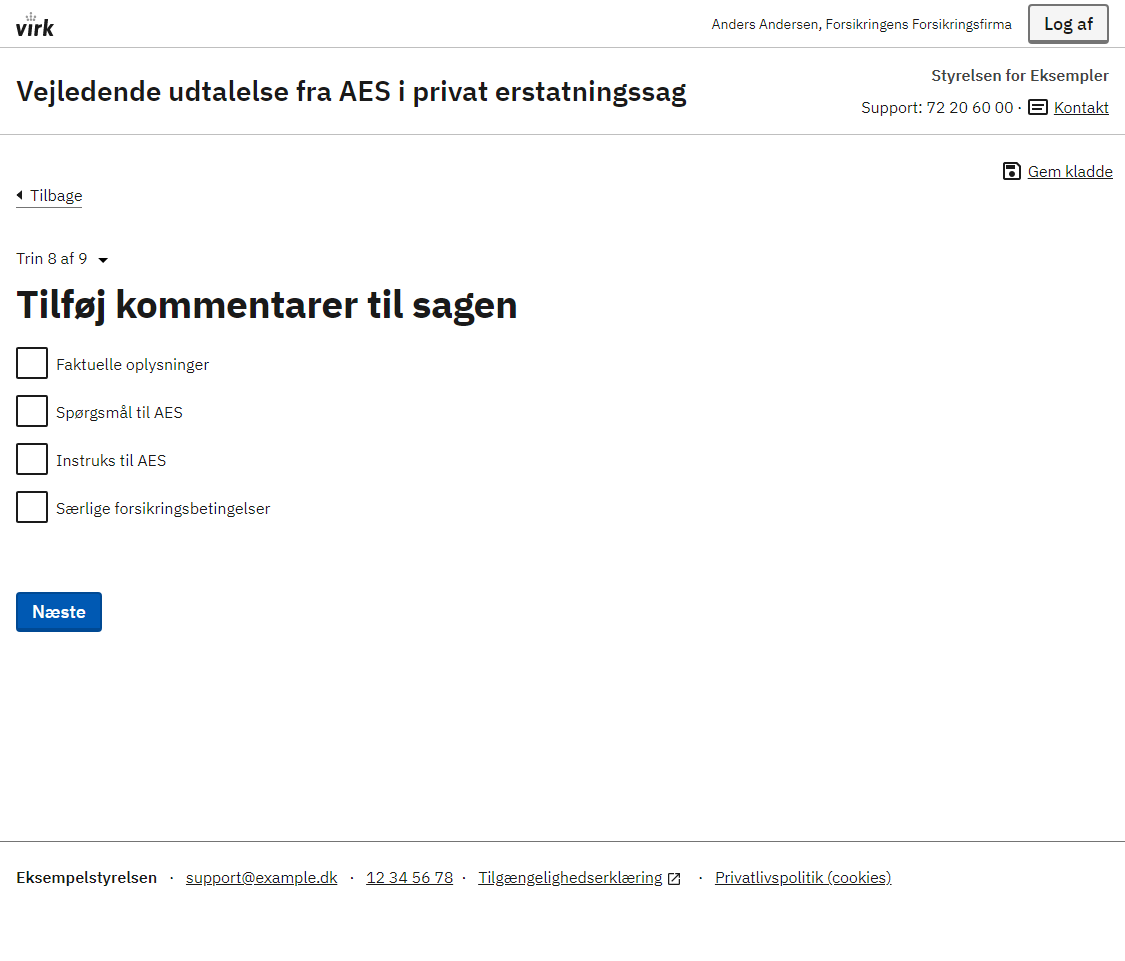 virk
Anders Andersen, Forsikringens Forsikringsfirma
Log af
Vejledende udtalelse fra AES i privat erstatningssag
Styrelsen for Eksempler
Support: 72 20 60 00 · Kontakt
Gem kladde
Tilbage
Trin 8 af 9
Tilføj kommentarer til sagen
Faktuelle oplysninger
Spørgsmål til AES
Instruks til AES
Særlige forsikringsbetingelser
Næste
Eksempelstyrelsen · support@example.dk · 12 34 56 78 · Tilgængelighedserklæring · Privatlivspolitik (cookies)